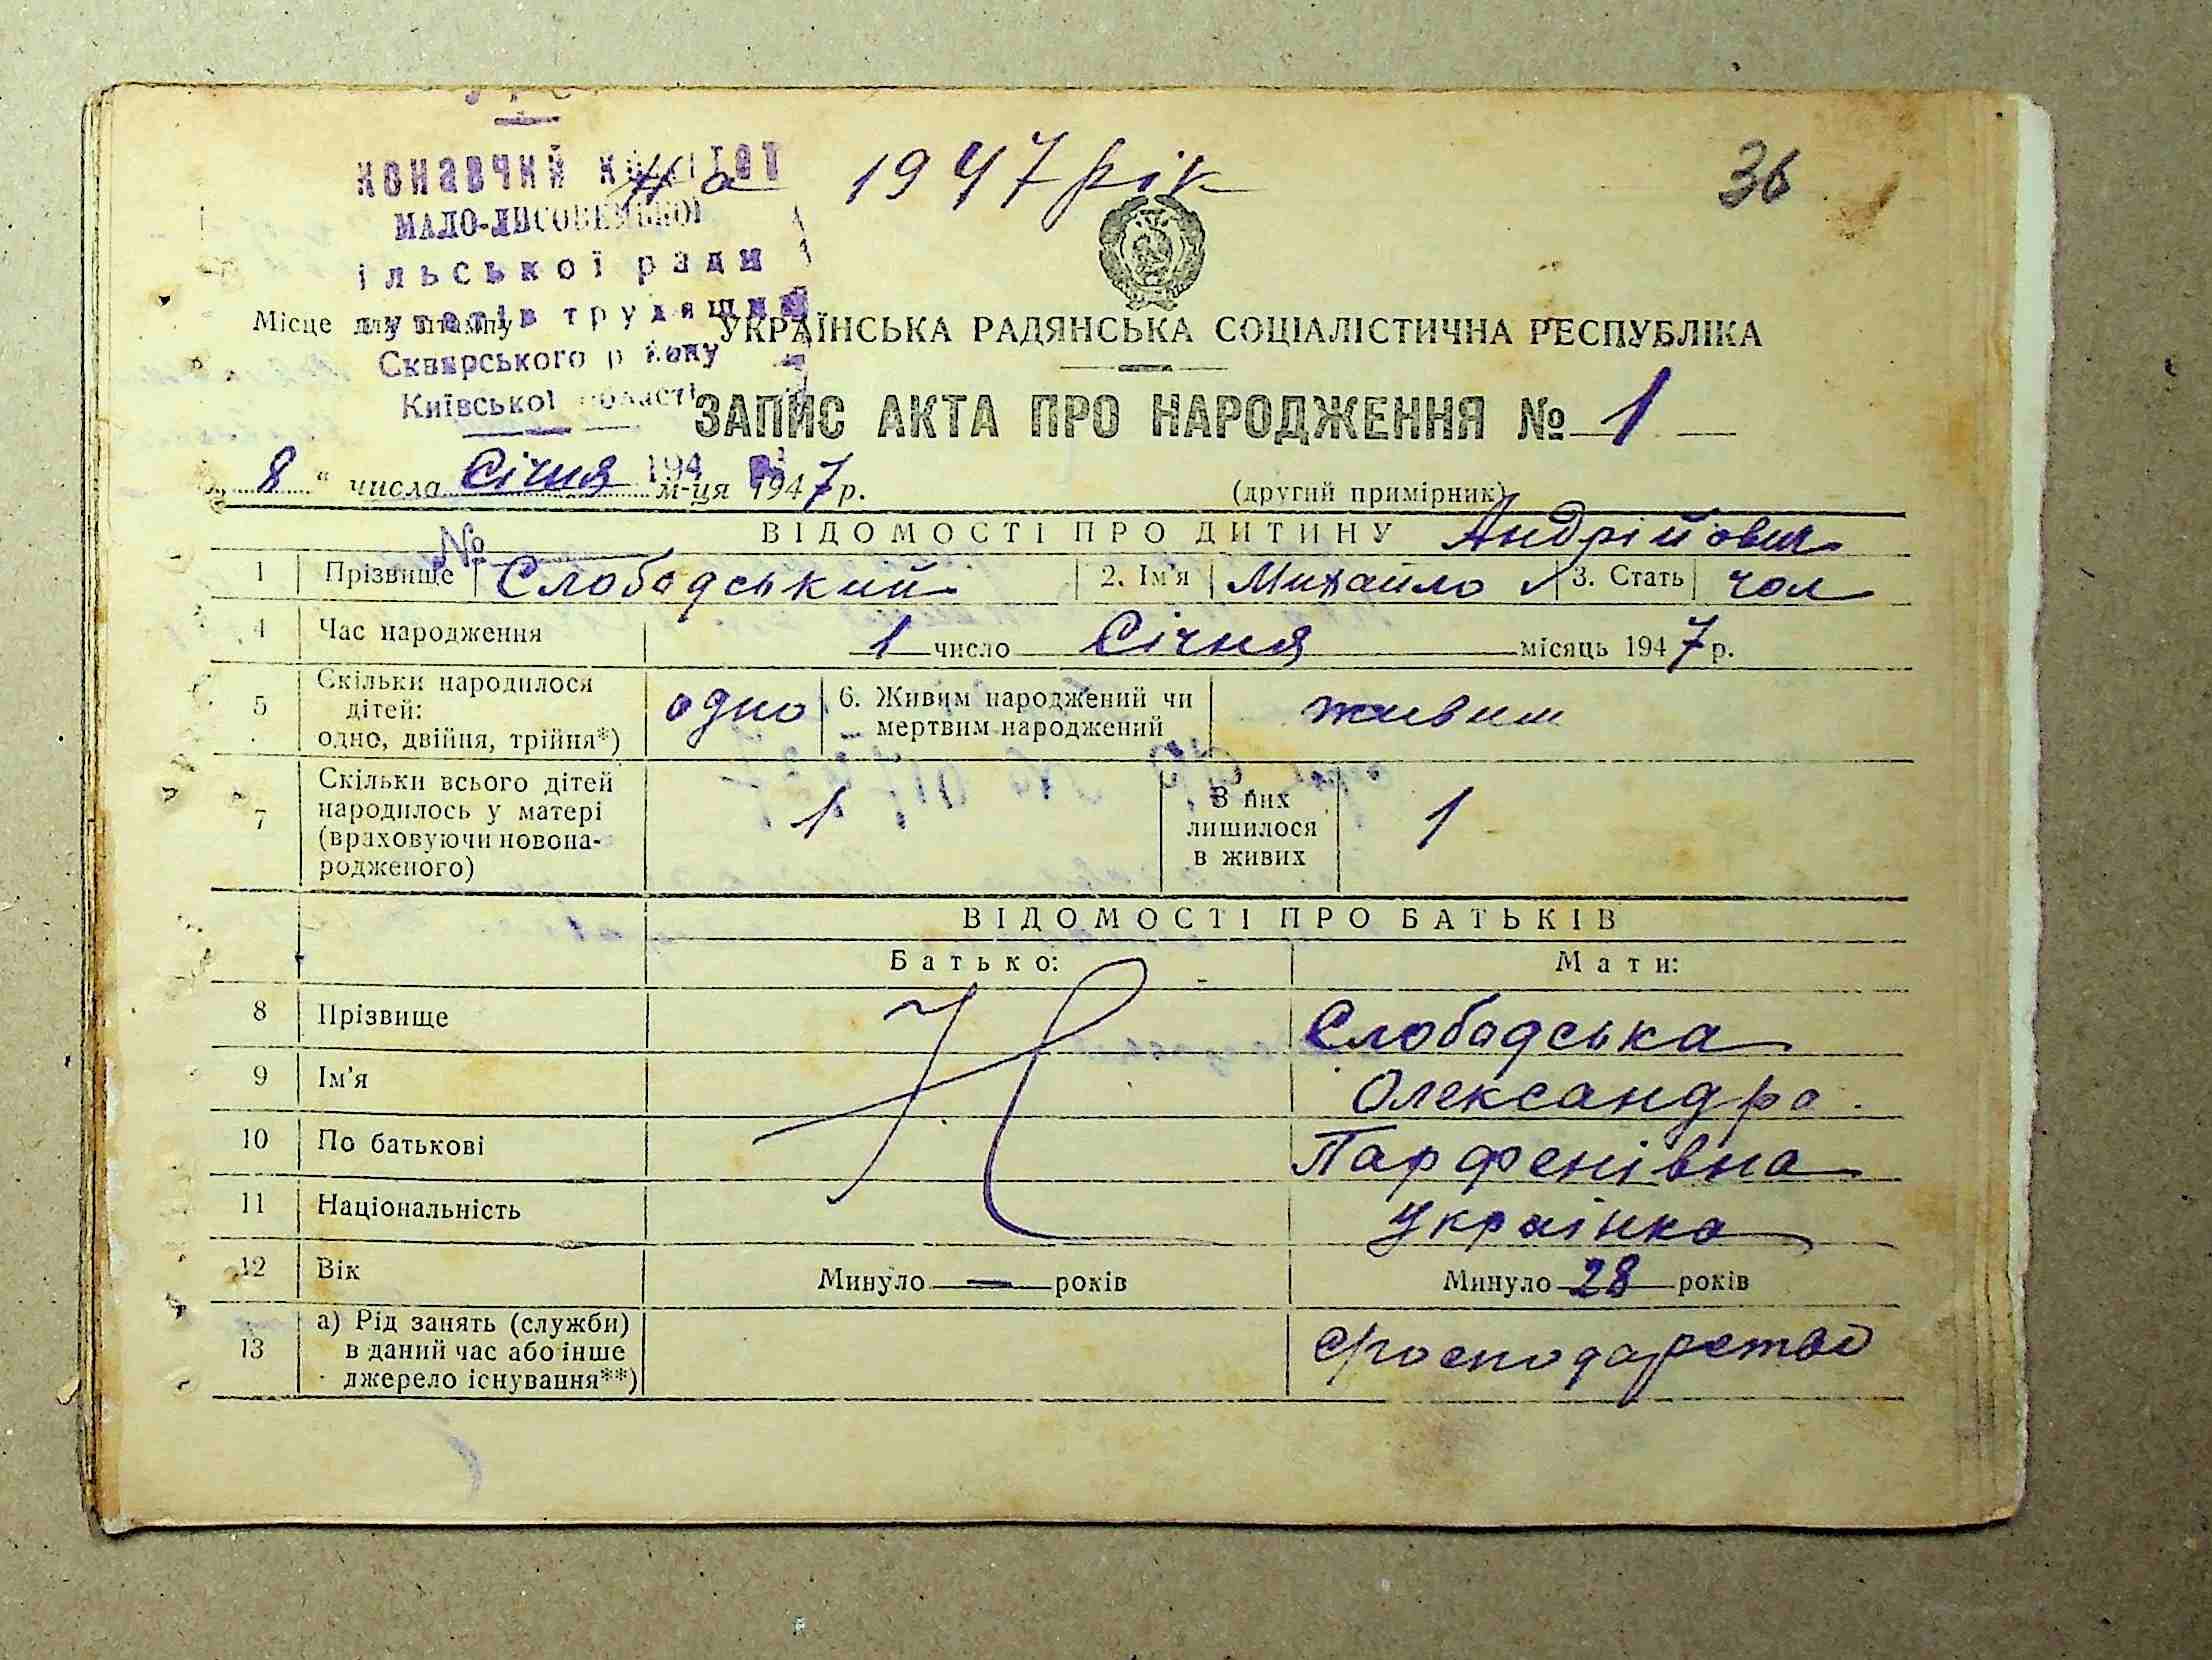 На 1947 рік
36
конавчий комітет
МАЛО-ЛИСОВЕЦЬКОЇ
ільської ради
путатів трудящих
Сквирського р йону
Київської області
Місце для штампу
УКРАЇНСЬКА РАДЯНСЬКА СОЦІАЛІСТИЧНА РЕСПУБЛІКА
ЗАПИС АКТА ПРО НАРОДЖЕННЯ № 1
194
„ 8 " числа Січня м-ця 1947 р. (другий примірник)
№
ВІДОМОСТІ ПРО ДИТИНУ Андрійович
1 Прізвище Слободський 2. Ім'я Михайло 3. Стать чол
4 Час народження 1 число Січня місяць 1947 р.
5 Скільки народилося дітей: одно, двійня, трійня*) одно 6. Живим народжений чи мертвим народжений живим
7 Скільки всього дітей народилось у матері (враховуючи новонародженого) 1 З них лишилося в живих 1
ВІДОМОСТІ ПРО БАТЬКІВ
Батько: Мати:
8 Прізвище Слободська
9 Ім'я Олександра
10 По батькові Парфенівна
11 Національність Українка
12 Вік Минуло — років Минуло 28 років
13 а) Рід занять (служби) в даний час або інше джерело існування**)